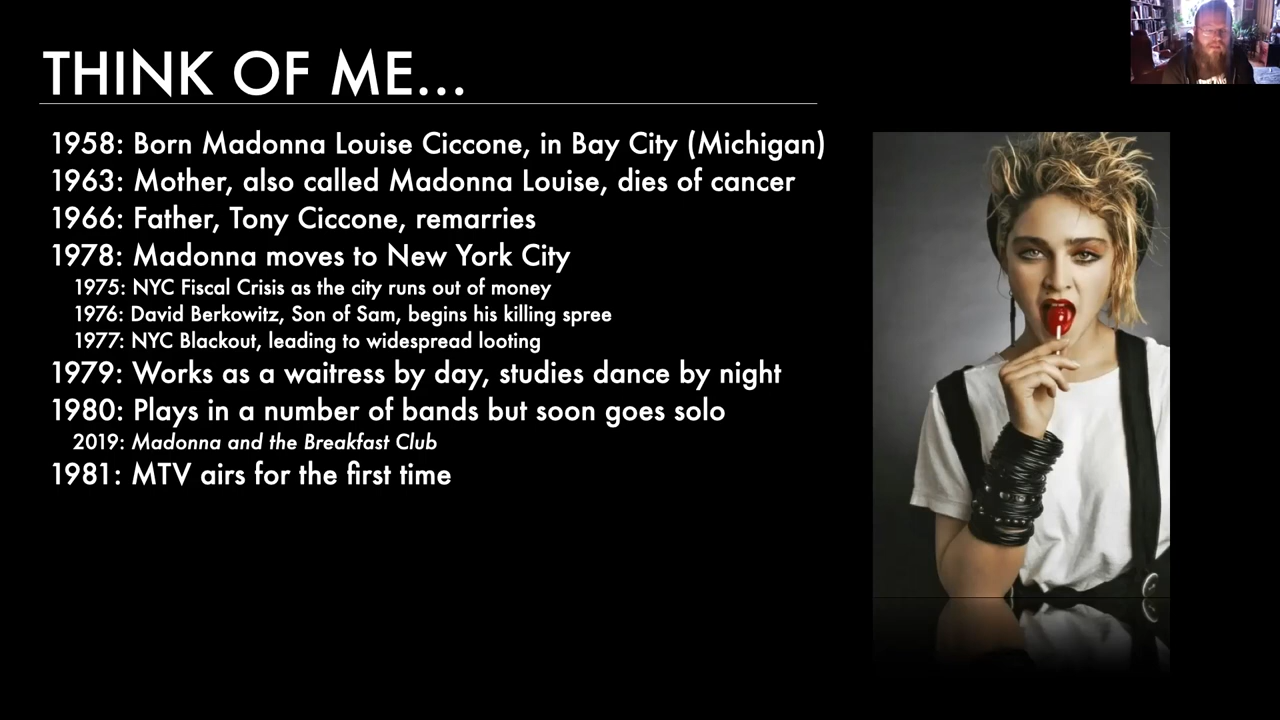 THINK OF ME...
1958: Born Madonna Louise Ciccone, in Bay City (Michigan)
1963: Mother, also called Madonna Louise, dies of cancer
1966: Father, Tony Ciccone, remarries
1978: Madonna moves to New York City
1975: NYC Fiscal Crisis as the city runs out of money
1976: David Berkowitz, Son of Sam, begins his killing spree
1977: NYC Blackout, leading to widespread looting
1979: Works as a waitress by day, studies dance by night
1980: Plays in a number of bands but soon goes solo
2019: Madonna and the Breakfast Club
1981: MTV airs for the first time